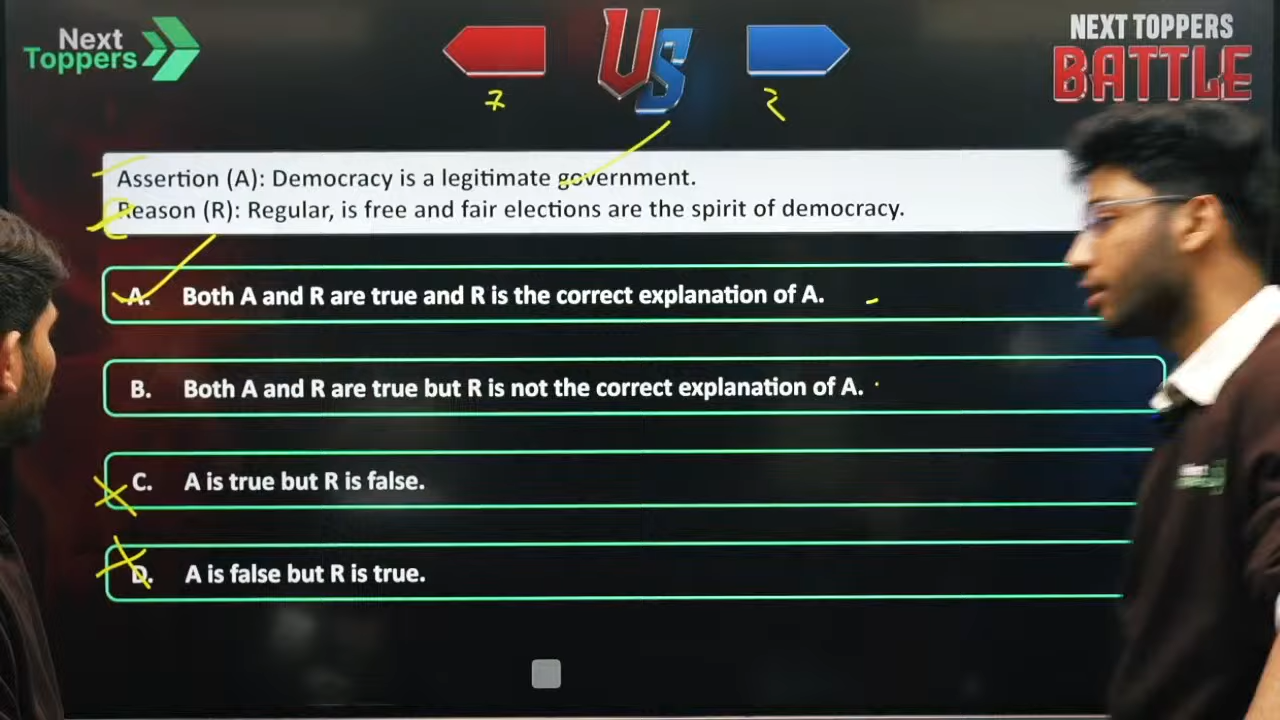 Next
Toppers
US
NEXT TOPPERS
BATTLE
7
2
Assertion (A): Democracy is a legitimate government.
Reason (R): Regular, is free and fair elections are the spirit of democracy.
A. Both A and R are true and R is the correct explanation of A.
B. Both A and R are true but R is not the correct explanation of A.
C. A is true but R is false.
D. A is false but R is true.